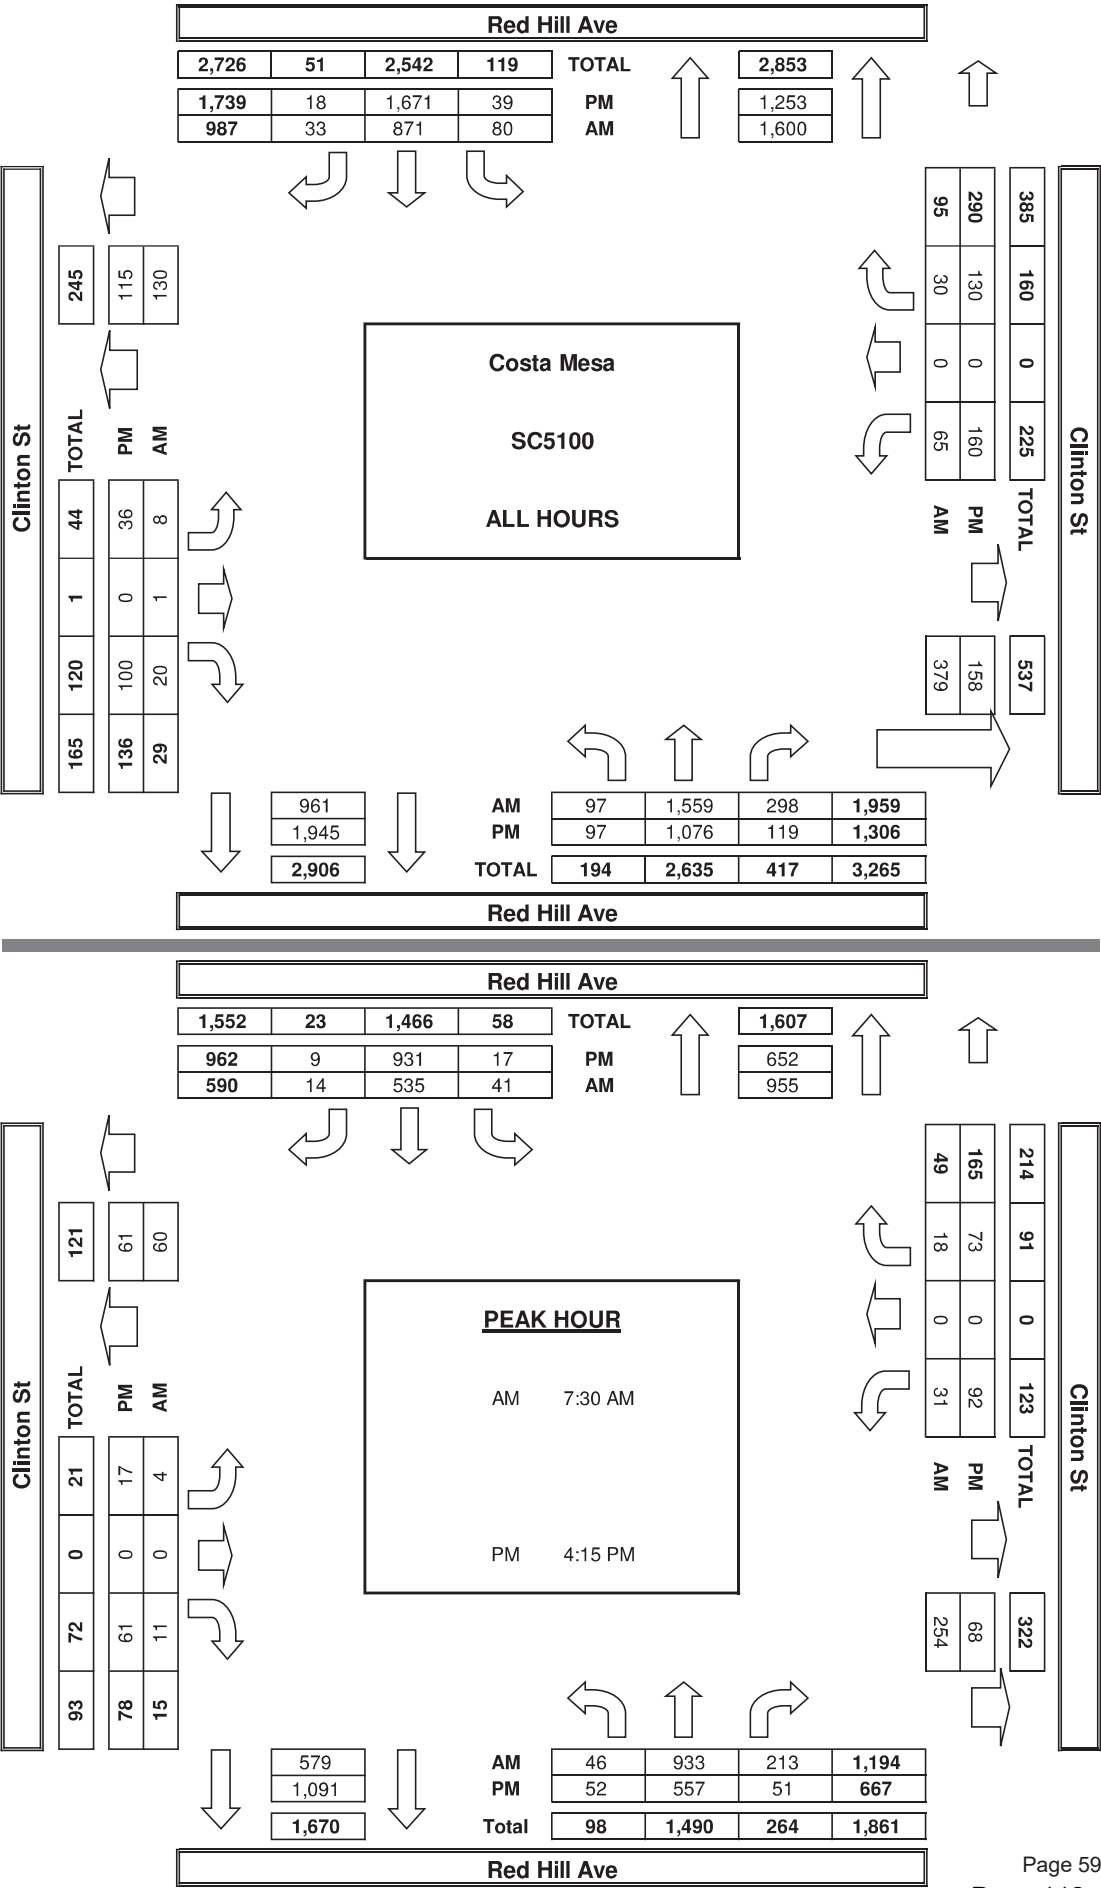 Red Hill Ave
2,726 51 2,542 119 TOTAL 2,853
1,739 18 1,671 39 PM 1,253
987 33 871 80 AM 1,600
Clinton St
245 115 130
TOTAL PM AM
44 36 8
1 0 1
120 100 20
165 136 29
Costa Mesa
SC5100
ALL HOURS
95 290 385
30 130 160
0 0 0
65 160 225
AM PM TOTAL
379 158 537
Clinton St
961 AM 97 1,559 298 1,959
1,945 PM 97 1,076 119 1,306
2,906 TOTAL 194 2,635 417 3,265
Red Hill Ave
Red Hill Ave
1,552 23 1,466 58 TOTAL 1,607
962 9 931 17 PM 652
590 14 535 41 AM 955
Clinton St
121 61 60
TOTAL PM AM
21 17 4
0 0 0
72 61 11
93 78 15
PEAK HOUR
AM 7:30 AM
PM 4:15 PM
49 165 214
18 73 91
0 0 0
31 92 123
AM PM TOTAL
254 68 322
Clinton St
579 AM 46 933 213 1,194
1,091 PM 52 557 51 667
1,670 Total 98 1,490 264 1,861
Red Hill Ave
Page 59